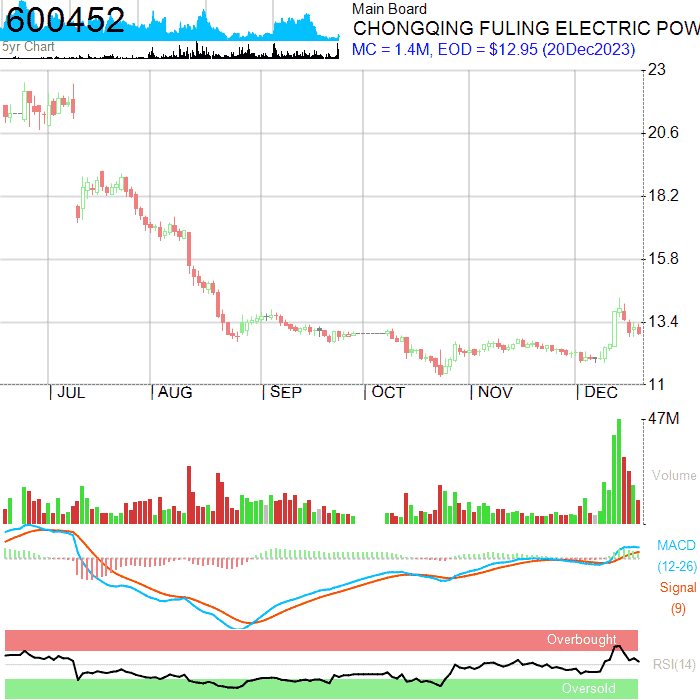 600452
5yr Chart
Main Board
CHONGQING FULING ELECTRIC POW
MC = 1.4M, EOD = $12.95 (20Dec2023)
23
20.6
18.2
15.8
13.4
11
JUL AUG SEP OCT NOV DEC
47M
Volume
MACD
(12-26)
Signal
(9)
Overbought
RSI(14)
Oversold